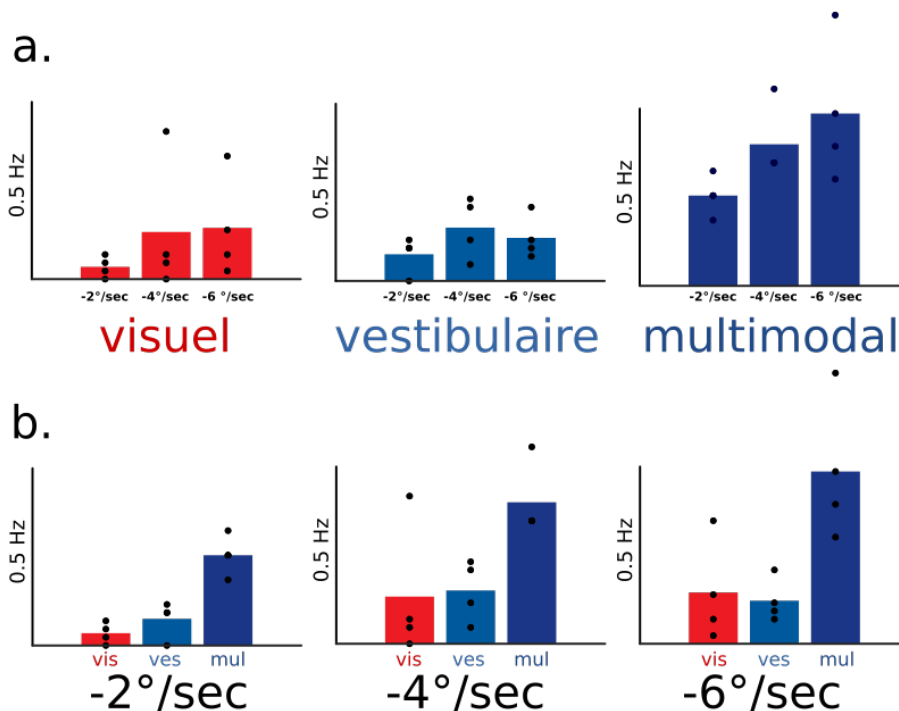 a.
0.5 Hz
-2°/sec -4°/sec -6 °/sec
visuel
0.5 Hz
-2°/sec -4°/sec -6 °/sec
vestibulaire
0.5 Hz
-2°/sec -4°/sec -6 °/sec
multimodal
b.
0.5 Hz
vis ves mul
-2°/sec
0.5 Hz
vis ves mul
-4°/sec
0.5 Hz
vis ves mul
-6°/sec